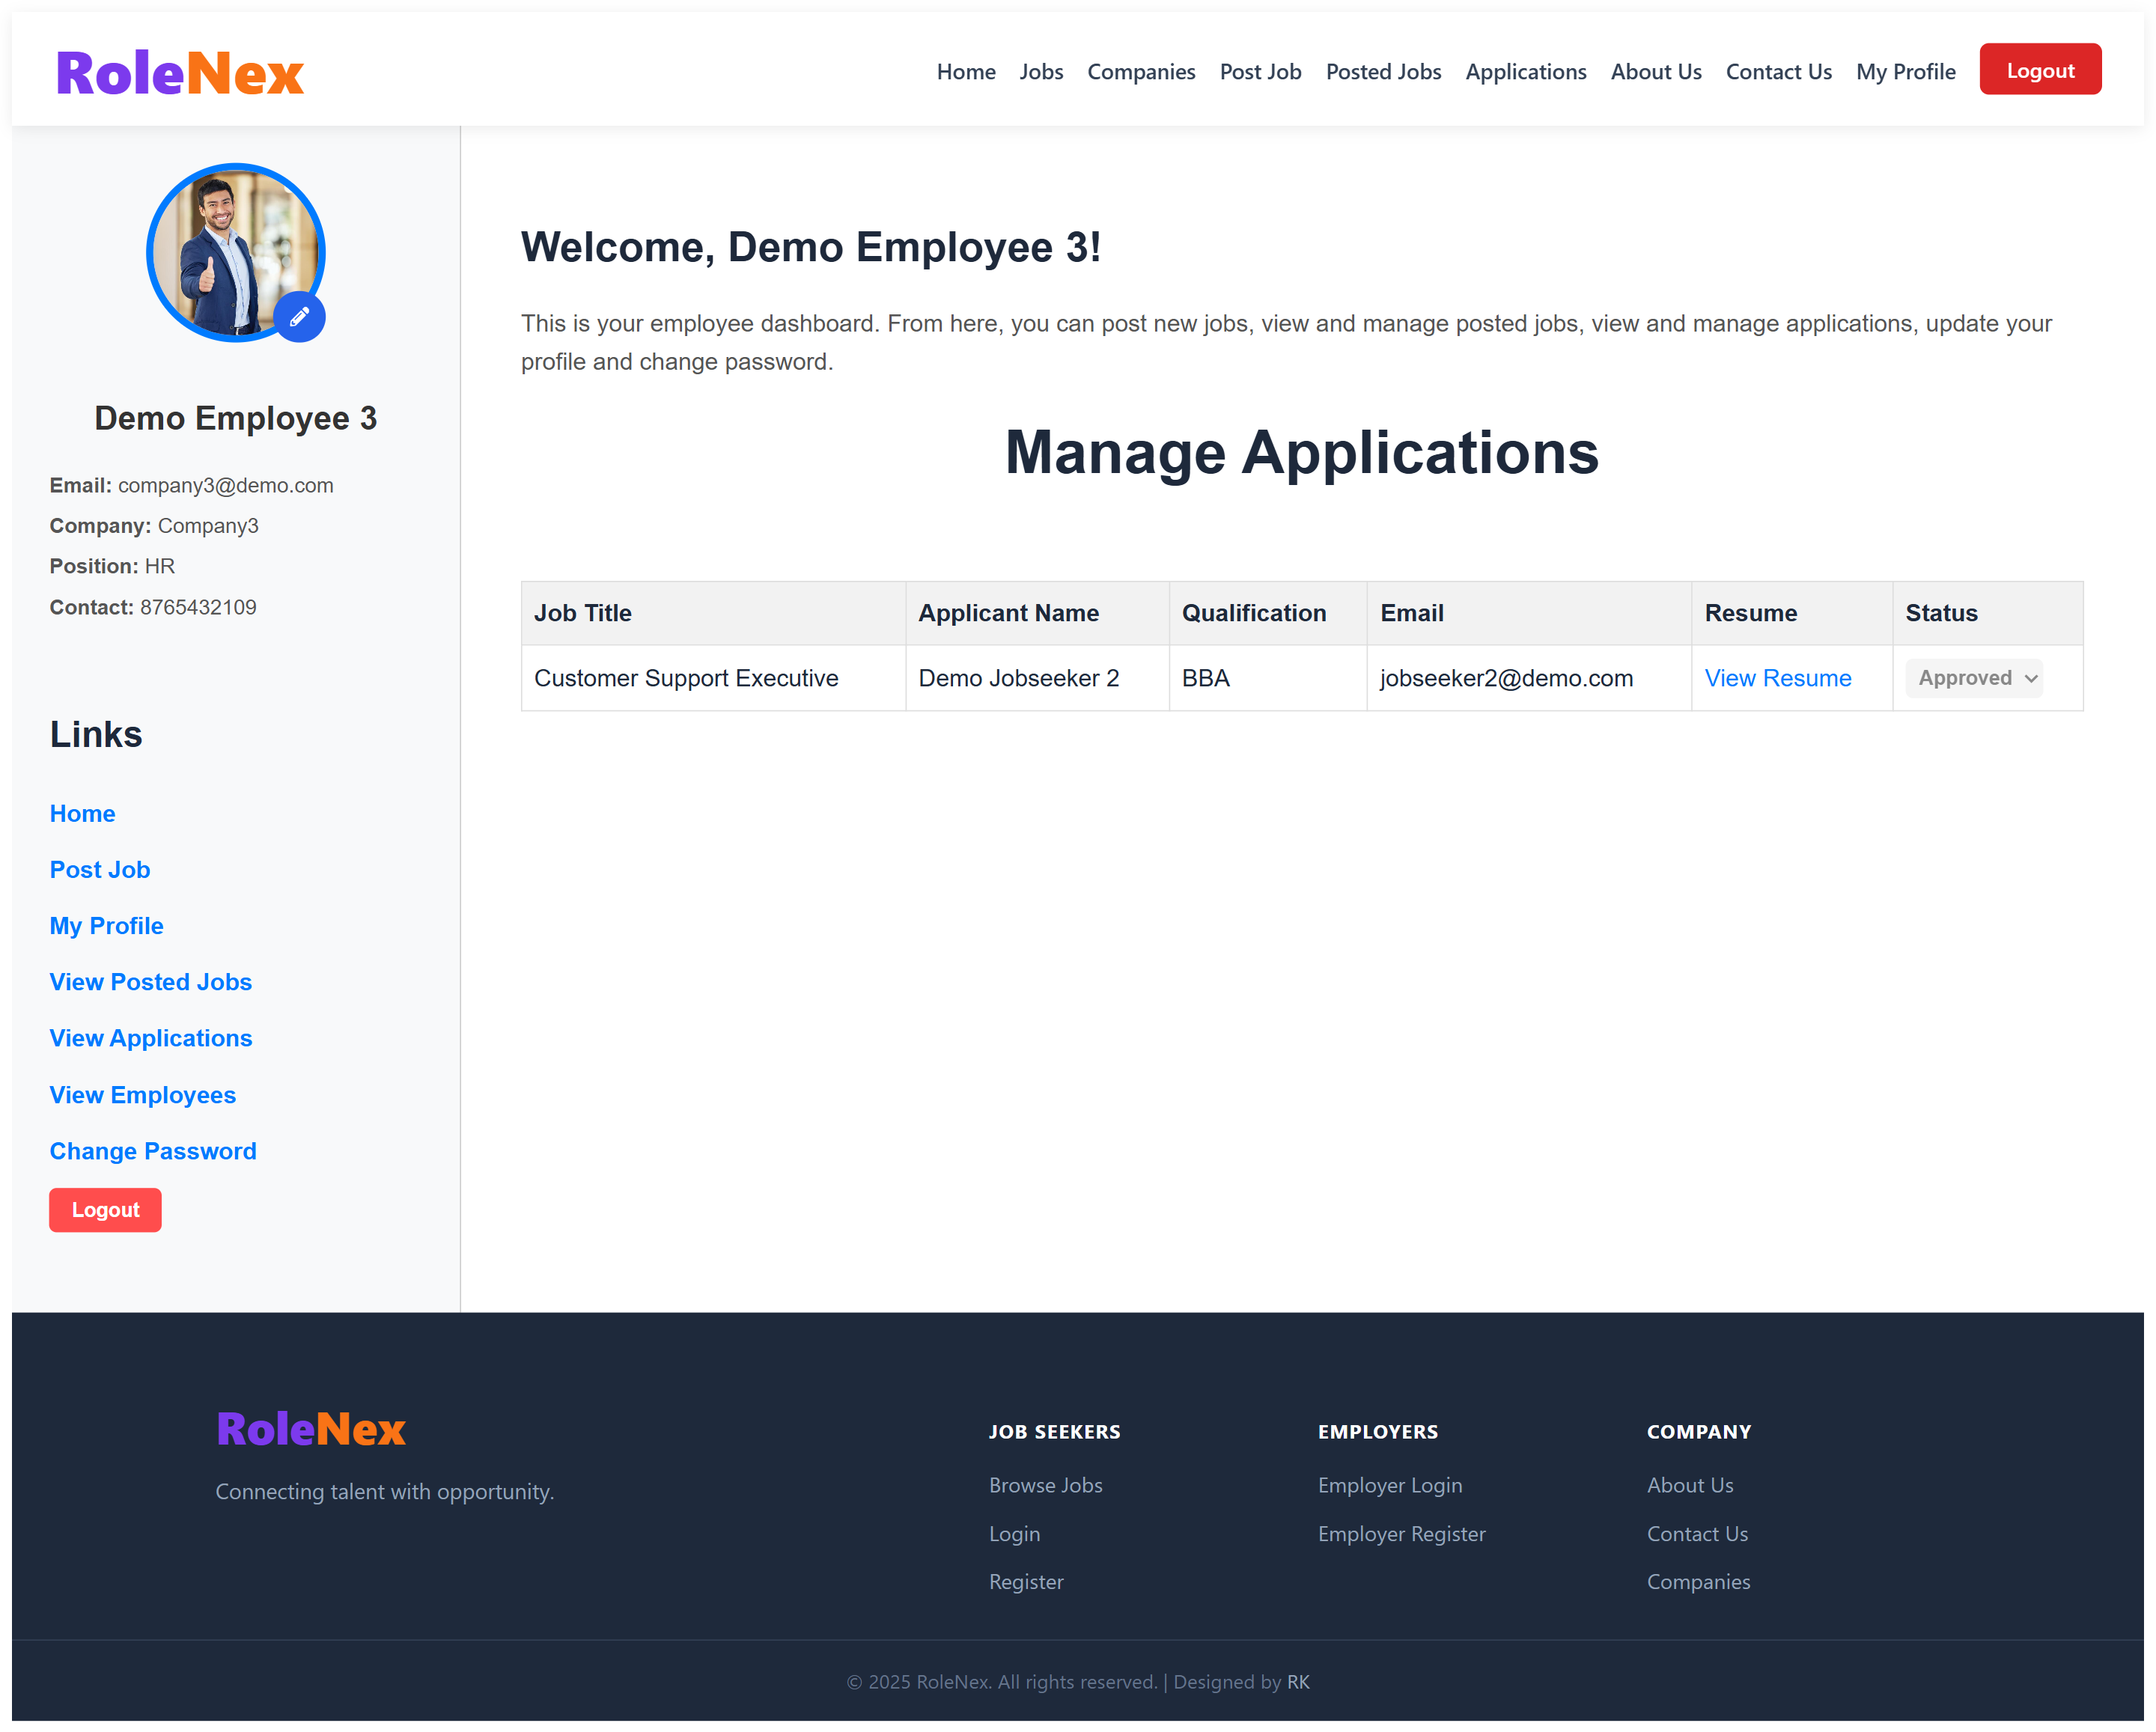 RoleNex
Home Jobs Companies Post Job Posted Jobs Applications About Us Contact Us My Profile Logout
Demo Employee 3
Email: company3@demo.com
Company: Company3
Position: HR
Contact: 8765432109
Links
Home
Post Job
My Profile
View Posted Jobs
View Applications
View Employees
Change Password
Logout
Welcome, Demo Employee 3!
This is your employee dashboard. From here, you can post new jobs, view and manage posted jobs, view and manage applications, update your
profile and change password.
Manage Applications
Job Title Applicant Name Qualification Email Resume Status
Customer Support Executive Demo Jobseeker 2 BBA jobseeker2@demo.com View Resume Approved
RoleNex
Connecting talent with opportunity.
JOB SEEKERS
Browse Jobs
Login
Register
EMPLOYERS
Employer Login
Employer Register
COMPANY
About Us
Contact Us
Companies
© 2025 RoleNex. All rights reserved. | Designed by RK